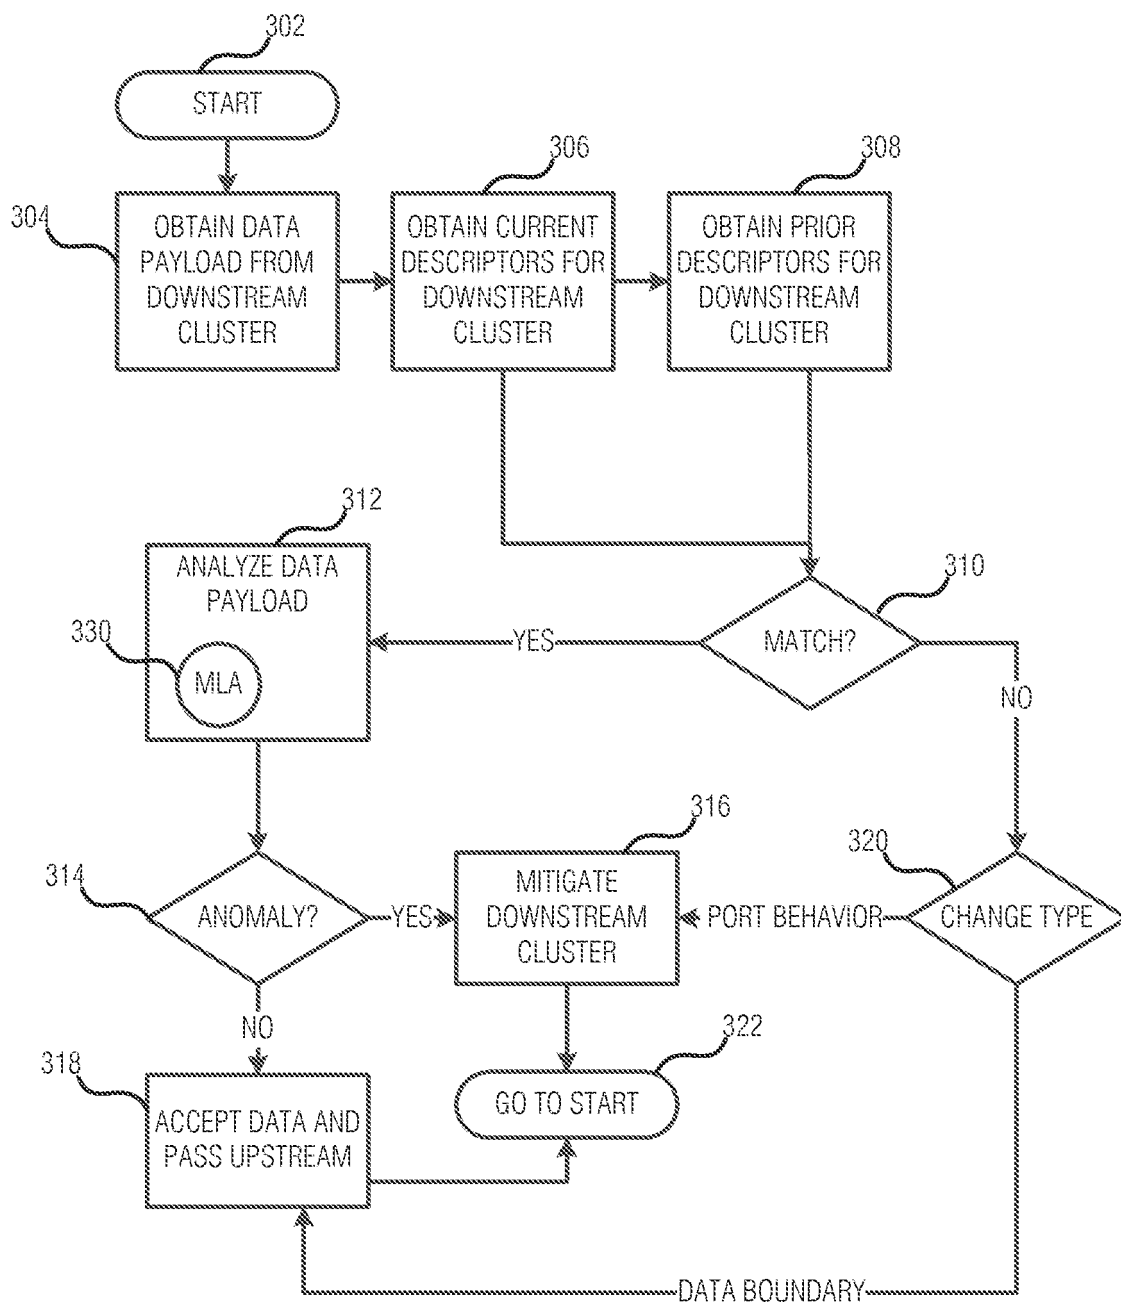 302
START
304
OBTAIN DATA
PAYLOAD FROM
DOWNSTREAM
CLUSTER
306
OBTAIN CURRENT
DESCRIPTORS FOR
DOWNSTREAM
CLUSTER
308
OBTAIN PRIOR
DESCRIPTORS FOR
DOWNSTREAM
CLUSTER
312
ANALYZE DATA
PAYLOAD
330
MLA
YES
310
MATCH?
NO
314
ANOMALY?
YES
316
MITIGATE
DOWNSTREAM
CLUSTER
PORT BEHAVIOR
320
CHANGE TYPE
NO
318
ACCEPT DATA AND
PASS UPSTREAM
322
GO TO START
DATA BOUNDARY